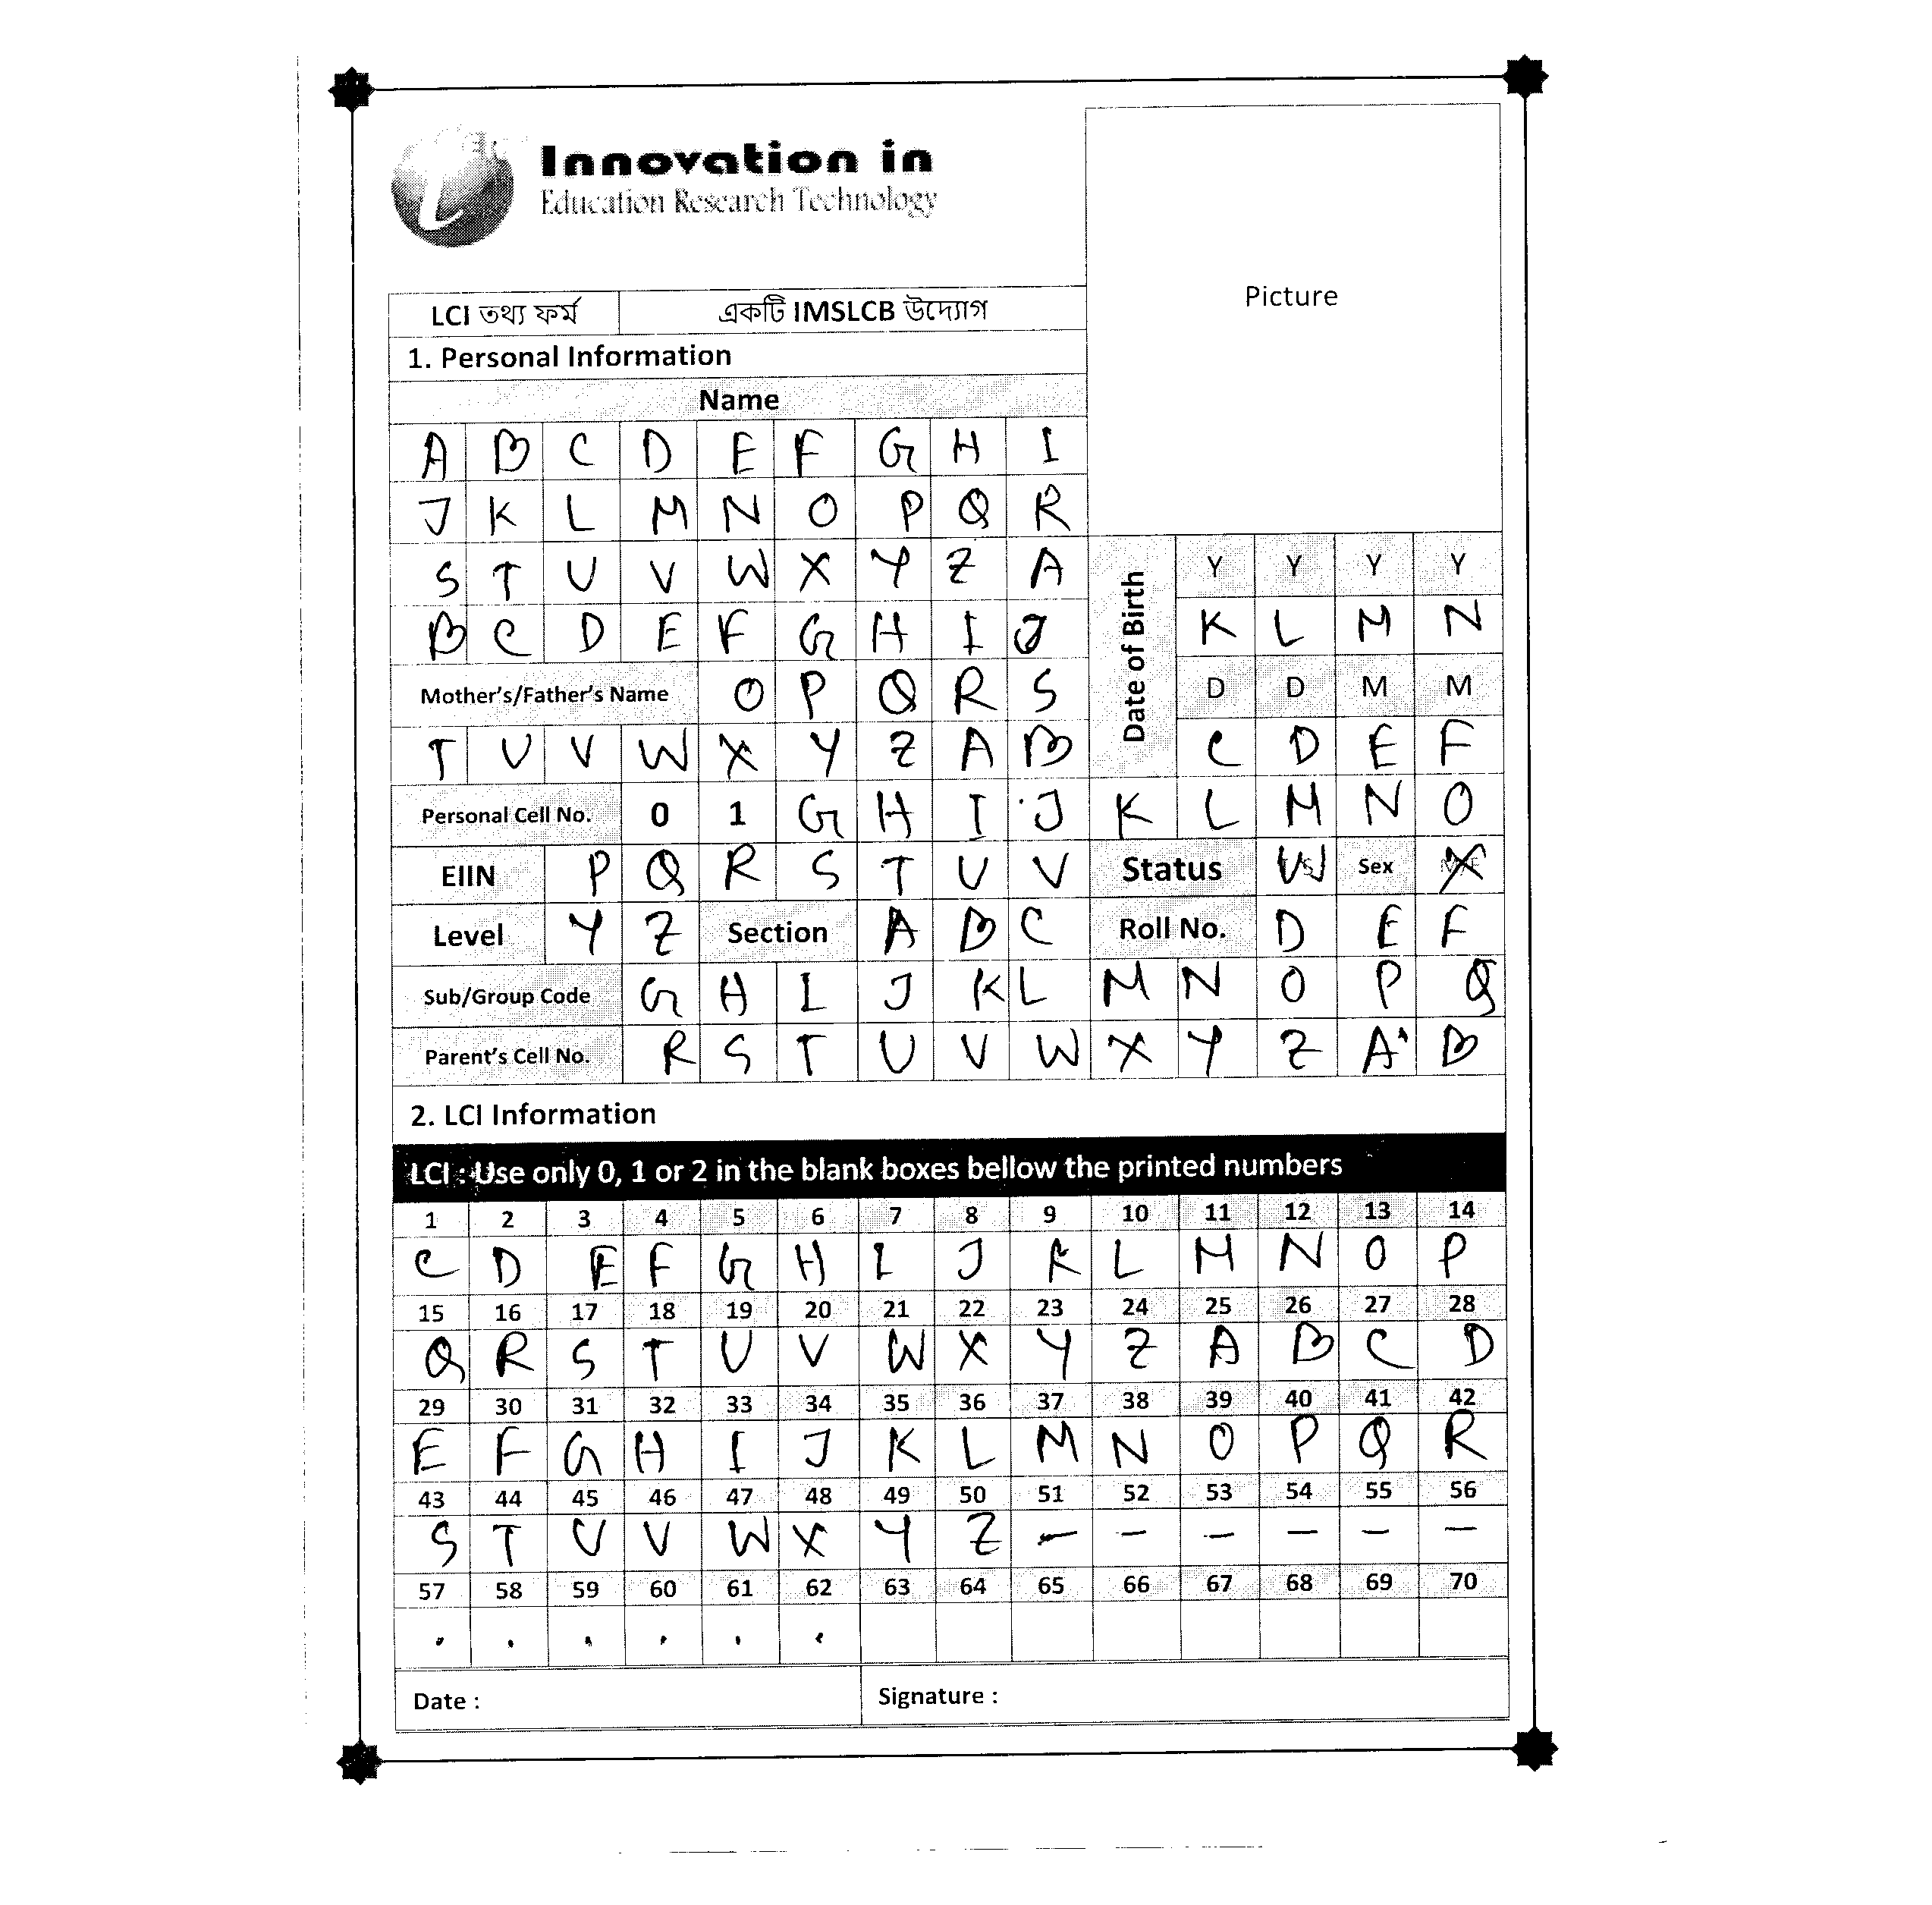 Innovation in
Education Research Technology
Picture
LCI তথ্য ফর্ম একটি IMSLCB উদ্যোগ
1. Personal Information
Name
A B C D E F G H I
J K L M N O P Q R
S T U V W X Y Z A
Date of Birth
Y Y Y Y
B C D E F G H I J K L M N
Mother's/Father's Name O P Q R S D D M M
T U V W X Y Z A B C D E F
Personal Cell No. 0 1 G H I J K L M N O
EIIN P Q R S T U V Status W Sex X
Level Y Z Section A B C Roll No. D E F
Sub/Group Code G H I J K L M N O P Q
Parent's Cell No. R S T U V W X Y Z A B
2. LCI Information
LCI : Use only 0, 1 or 2 in the blank boxes bellow the printed numbers
1 2 3 4 5 6 7 8 9 10 11 12 13 14
C D E F G H I J K L M N O P
15 16 17 18 19 20 21 22 23 24 25 26 27 28
Q R S T U V W X Y Z A B C D
29 30 31 32 33 34 35 36 37 38 39 40 41 42
E F G H I J K L M N O P Q R
43 44 45 46 47 48 49 50 51 52 53 54 55 56
S T U V W X Y Z - - - - - -
57 58 59 60 61 62 63 64 65 66 67 68 69 70
. . . . . .
Date : Signature :